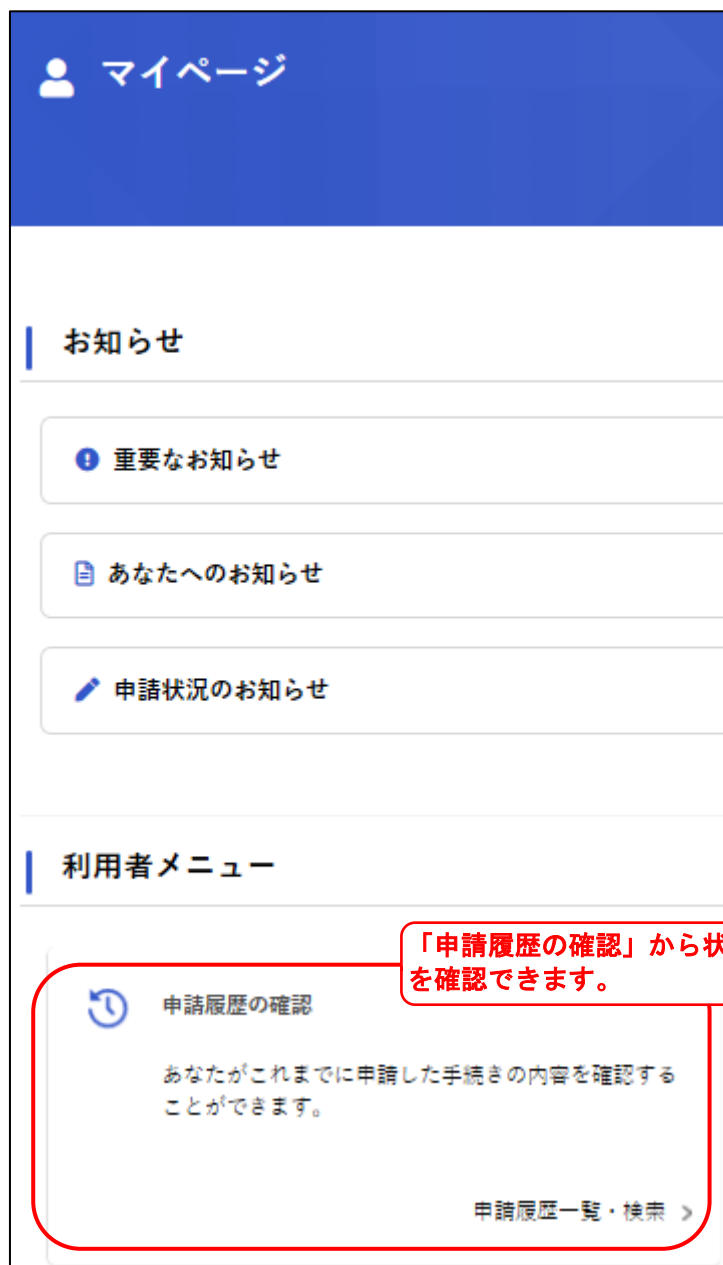 マイページ
お知らせ
重要なお知らせ
あなたへのお知らせ
申請状況のお知らせ
利用者メニュー
「申請履歴の確認」から状
を確認できます。
申請履歴の確認
あなたがこれまでに申請した手続きの内容を確認する
ことができます。
申請履歴一覧・検索